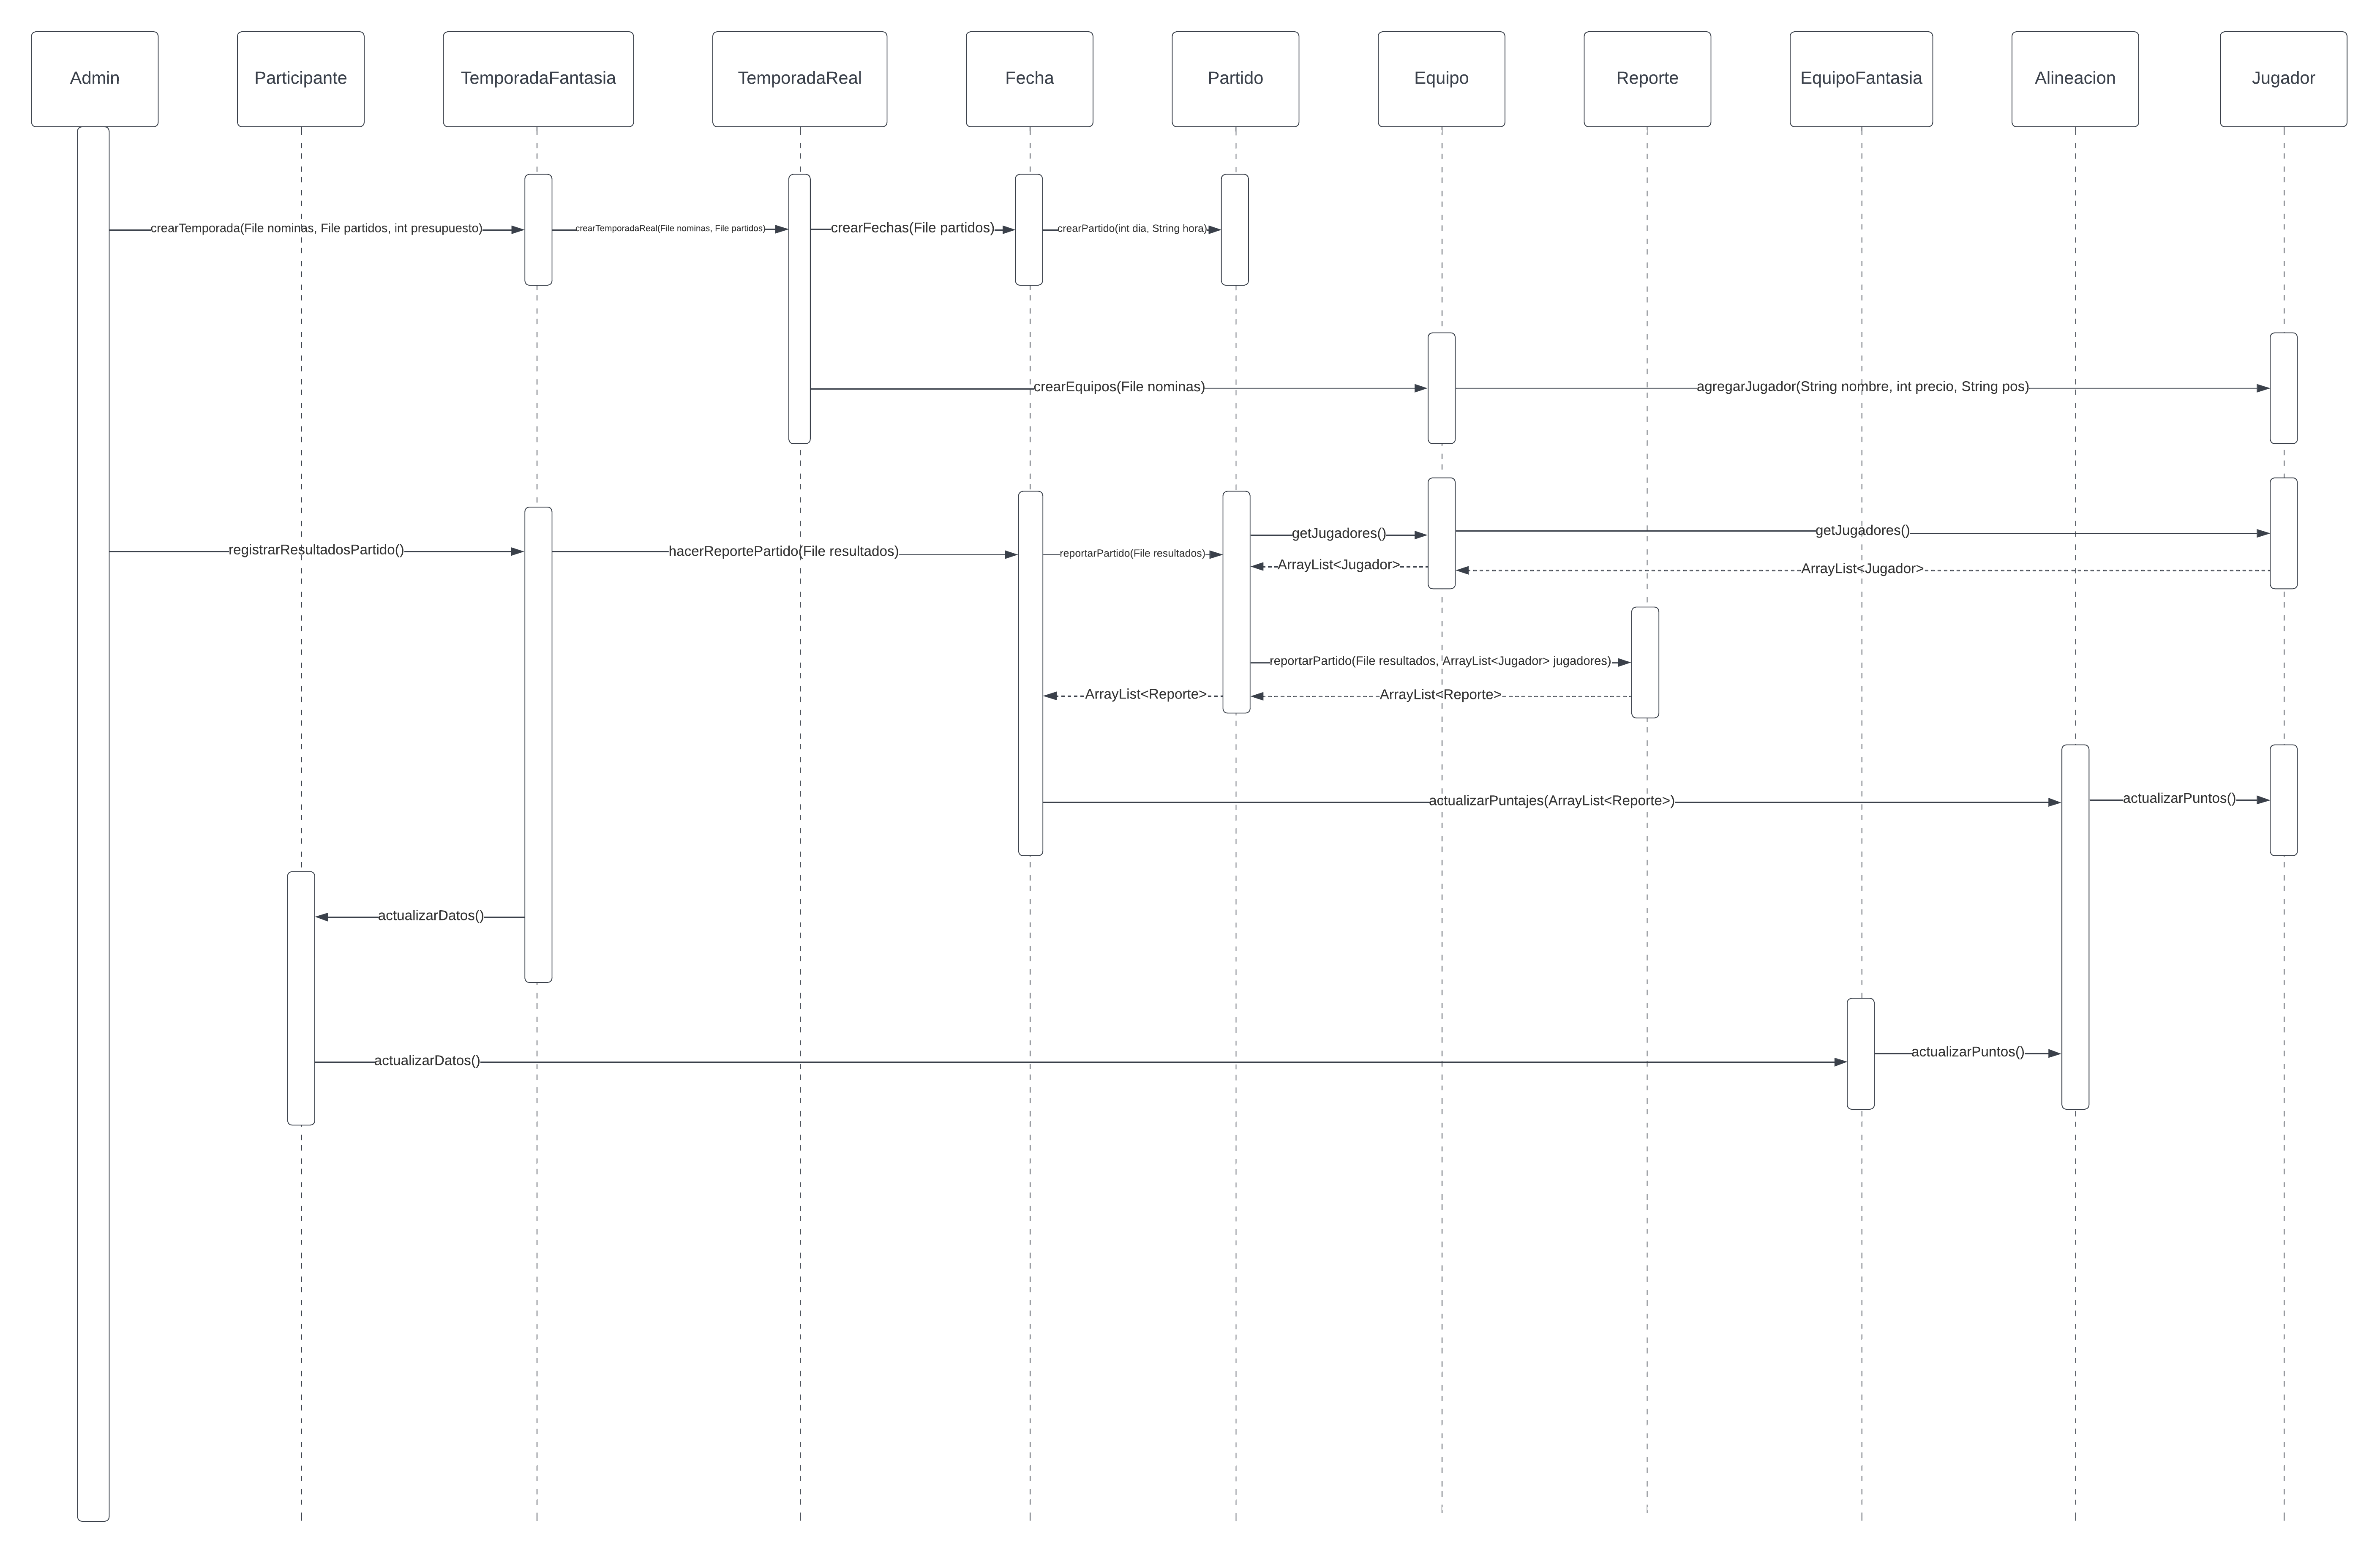 Admin
Participante
TemporadaFantasia
TemporadaReal
Fecha
Partido
Equipo
Reporte
EquipoFantasia
Alineacion
Jugador
crearTemporada(File nominas, File partidos, int presupuesto)
crearTemporadaReal(File nominas, File partidos)
crearFechas(File partidos)
crearPartido(int dia, String hora)
crearEquipos(File nominas)
agregarJugador(String nombre, int precio, String pos)
registrarResultadosPartido()
hacerReportePartido(File resultados)
reportarPartido(File resultados)
getJugadores()
getJugadores()
ArrayList<Jugador>
ArrayList<Jugador>
reportarPartido(File resultados, ArrayList<Jugador> jugadores)
ArrayList<Reporte>
ArrayList<Reporte>
actualizarPuntajes(ArrayList<Reporte>)
actualizarPuntos()
actualizarDatos()
actualizarDatos()
actualizarPuntos()